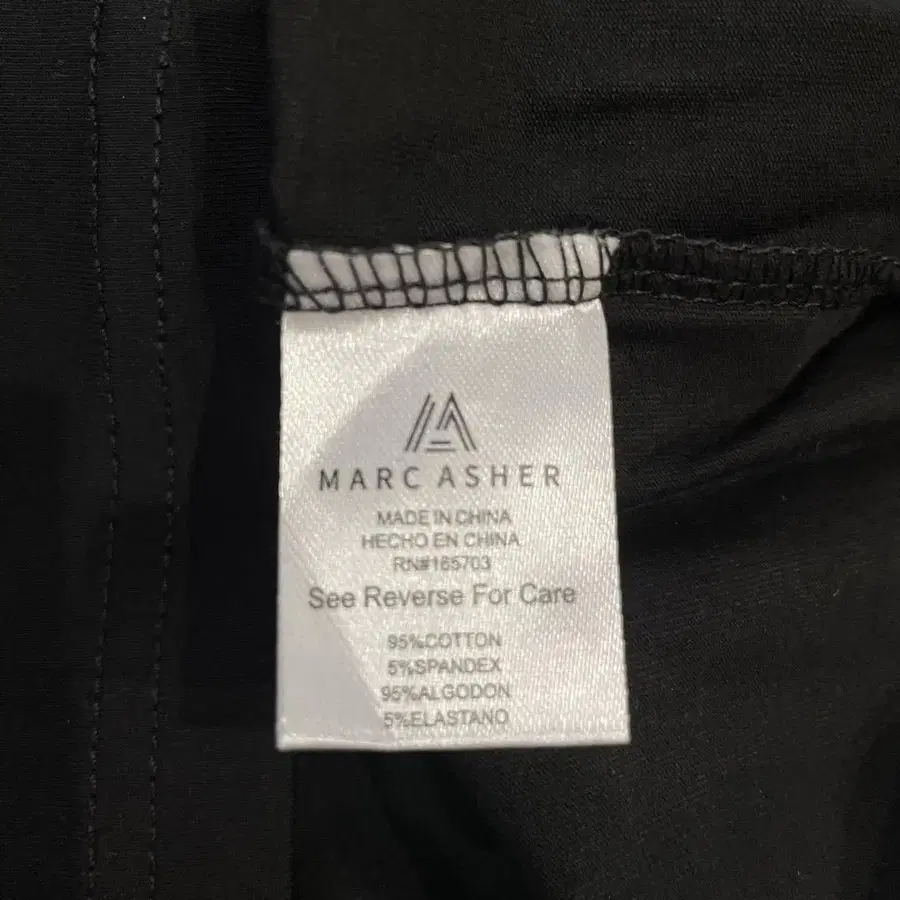 MARC ASHER
MADE IN CHINA
HECHO EN CHINA
RN#165703
See Reverse For Care
95%COTTON
5%SPANDEX
95%ALGODON
5%ELASTANO